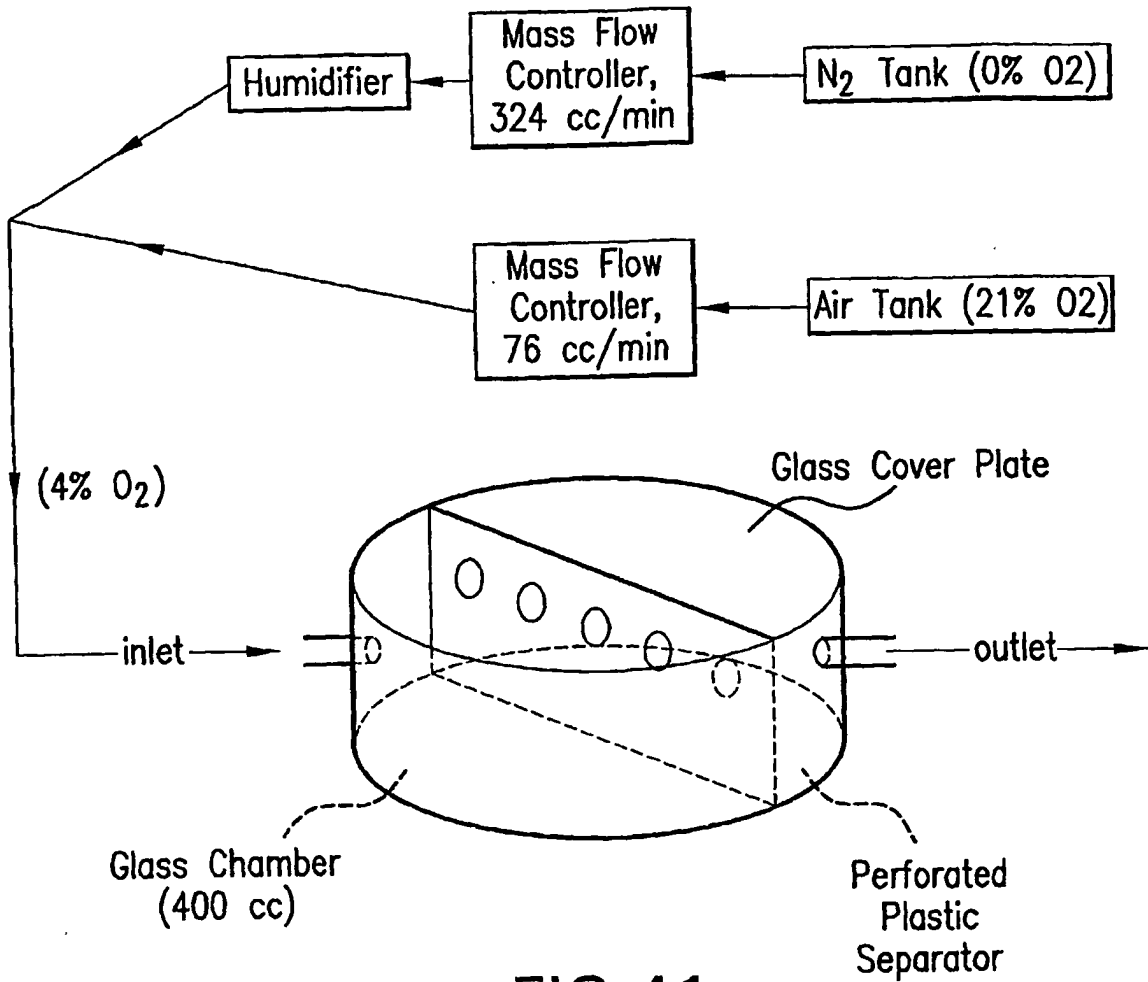 Mass Flow
Controller,
324 cc/min
Humidifier
N2 Tank (0% O2)
Mass Flow
Controller,
76 cc/min
Air Tank (21% O2)
(4% O2)
Glass Cover Plate
inlet
outlet
Glass Chamber
(400 cc)
Perforated
Plastic
Separator